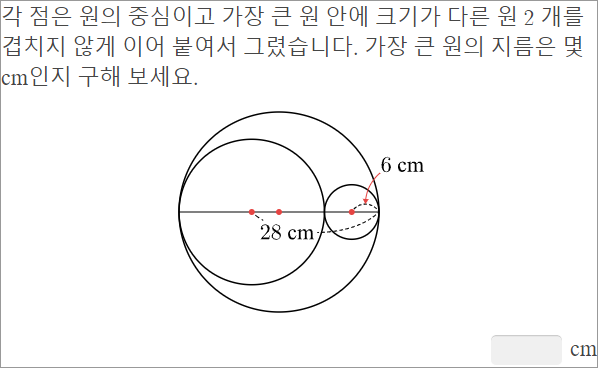 각 점은 원의 중심이고 가장 큰 원 안에 크기가 다른 원 2 개를
겹치지 않게 이어 붙여서 그렸습니다. 가장 큰 원의 지름은 몇
cm인지 구해 보세요.
6 cm
28 cm
cm